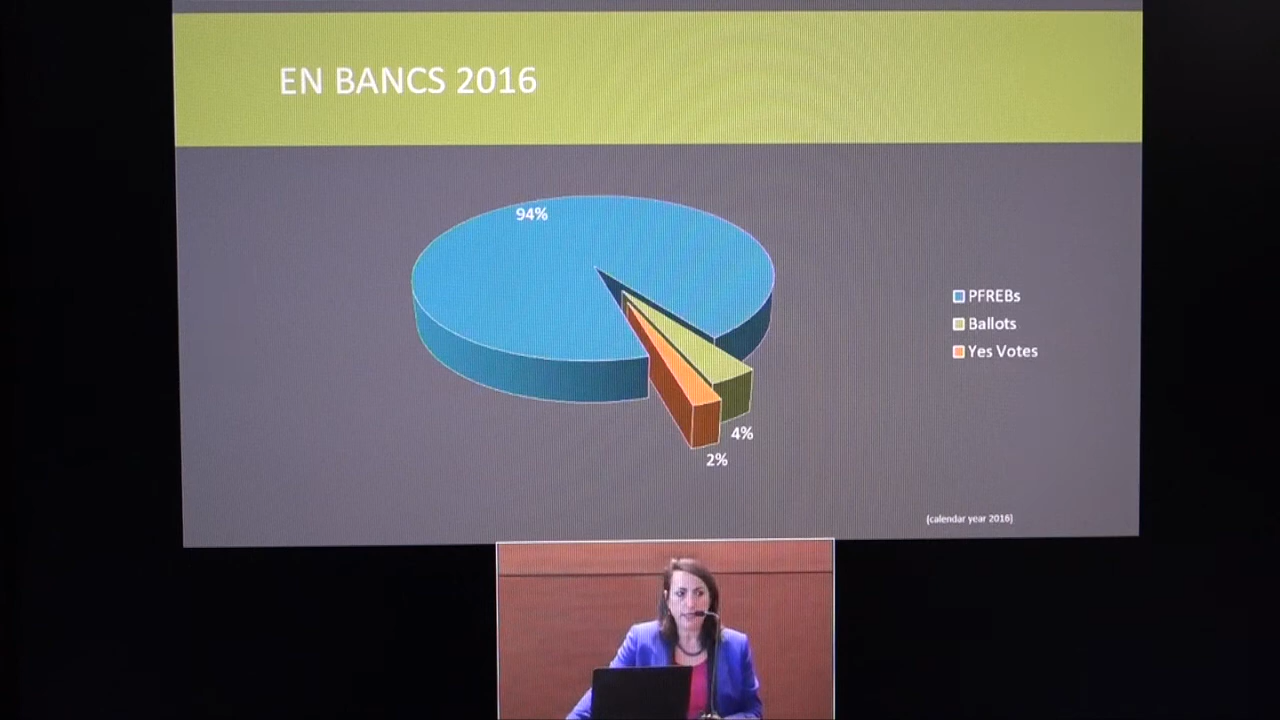 EN BANCS 2016
94%
PFREBs
Ballots
Yes Votes
4%
2%
(calendar year 2016)